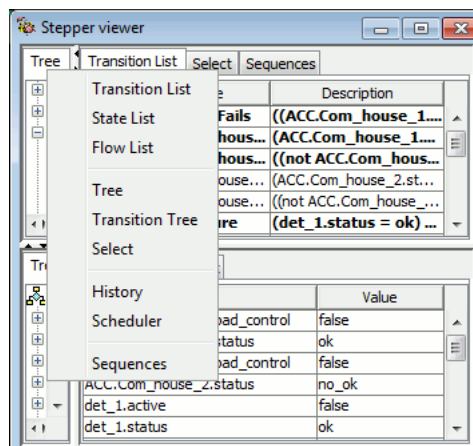 Stepper viewer
Tree Transition List Select Sequences
Transition List
State List
Flow List
Tree
Transition Tree
Select
History
Scheduler
Sequences
Description
Fails ((ACC.Com_house_1....
hous... (ACC.Com_house_1....
hous... ((not ACC.Com_hous...
ouse... (ACC.Com_house_2.st...
ouse... ((not ACC.Com_house_...
ure (det_1.status = ok) ...
Value
oad_control false
status ok
oad_control false
ACC.Com_house_2.status no_ok
det_1.active false
det_1.status ok